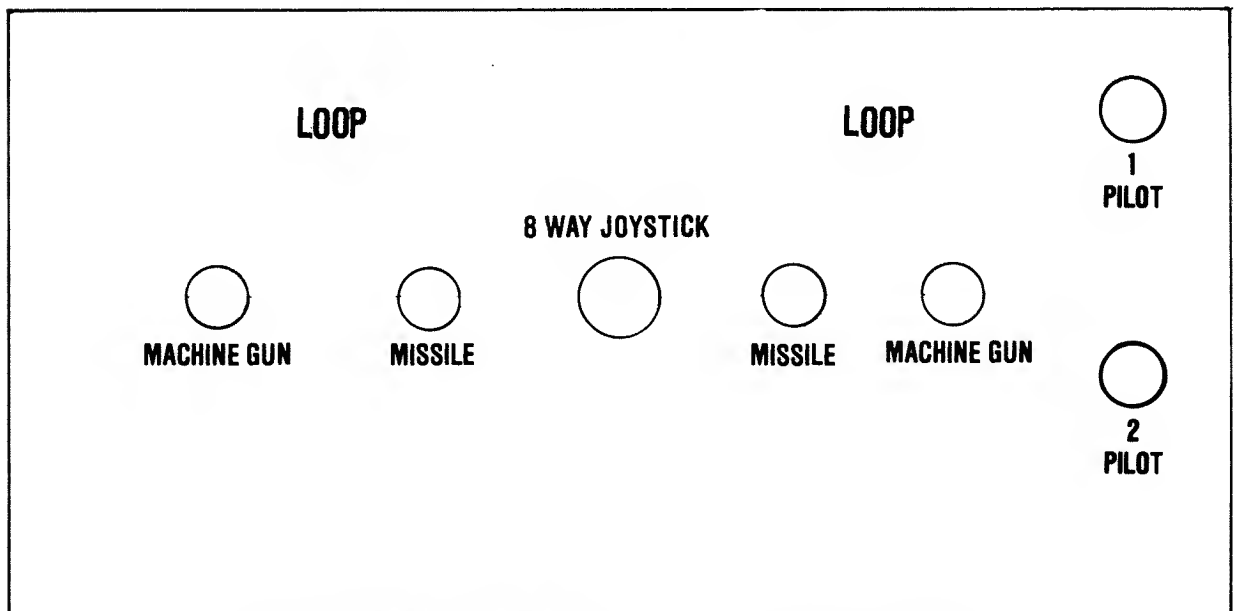 LOOP
LOOP
1
PILOT
8 WAY JOYSTICK
MACHINE GUN
MISSILE
MISSILE
MACHINE GUN
2
PILOT